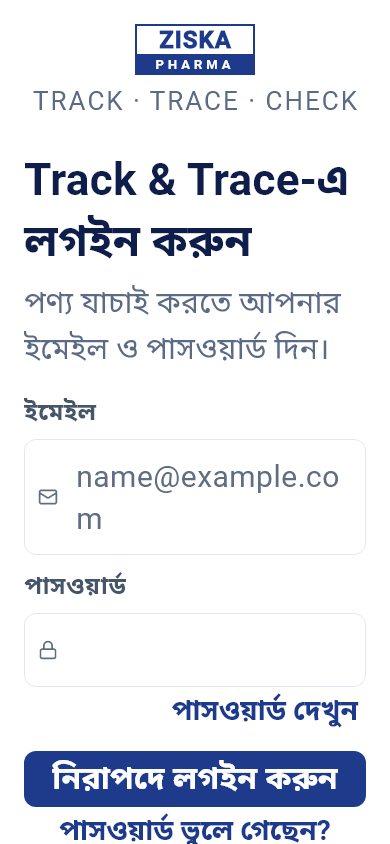 ZISKA
PHARMA
TRACK · TRACE · CHECK
Track & Trace-এ
লগইন করুন
পণ্য যাচাই করতে আপনার
ইমেইল ও পাসওয়ার্ড দিন।
ইমেইল
name@example.co
m
পাসওয়ার্ড
পাসওয়ার্ড দেখুন
নিরাপদে লগইন করুন
পাসওয়ার্ড ভুলে গেছেন?